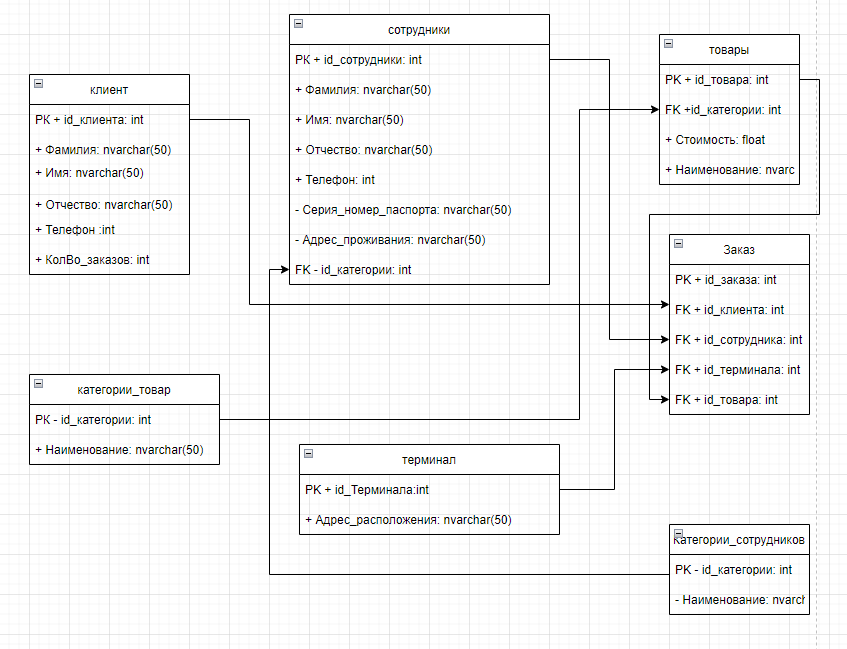 сотрудники
PK + id_сотрудники: int
+ Фамилия: nvarchar(50)
+ Имя: nvarchar(50)
+ Отчество: nvarchar(50)
+ Телефон: int
- Серия_номер_паспорта: nvarchar(50)
- Адрес_проживания: nvarchar(50)
FK - id_категории: int
товары
PK + id_товара: int
FK +id_категории: int
+ Стоимость: float
+ Наименование: nvarc
клиент
PK + id_клиента: int
+ Фамилия: nvarchar(50)
+ Имя: nvarchar(50)
+ Отчество: nvarchar(50)
+ Телефон :int
+ КолВо_заказов: int
Заказ
PK + id_заказа: int
FK + id_клиента: int
FK + id_сотрудника: int
FK + id_терминала: int
FK + id_товара: int
категории_товар
PK - id_категории: int
+ Наименование: nvarchar(50)
терминал
PK + id_Терминала:int
+ Адрес_расположения: nvarchar(50)
Категории_сотрудников
PK - id_категории: int
- Наименование: nvarch